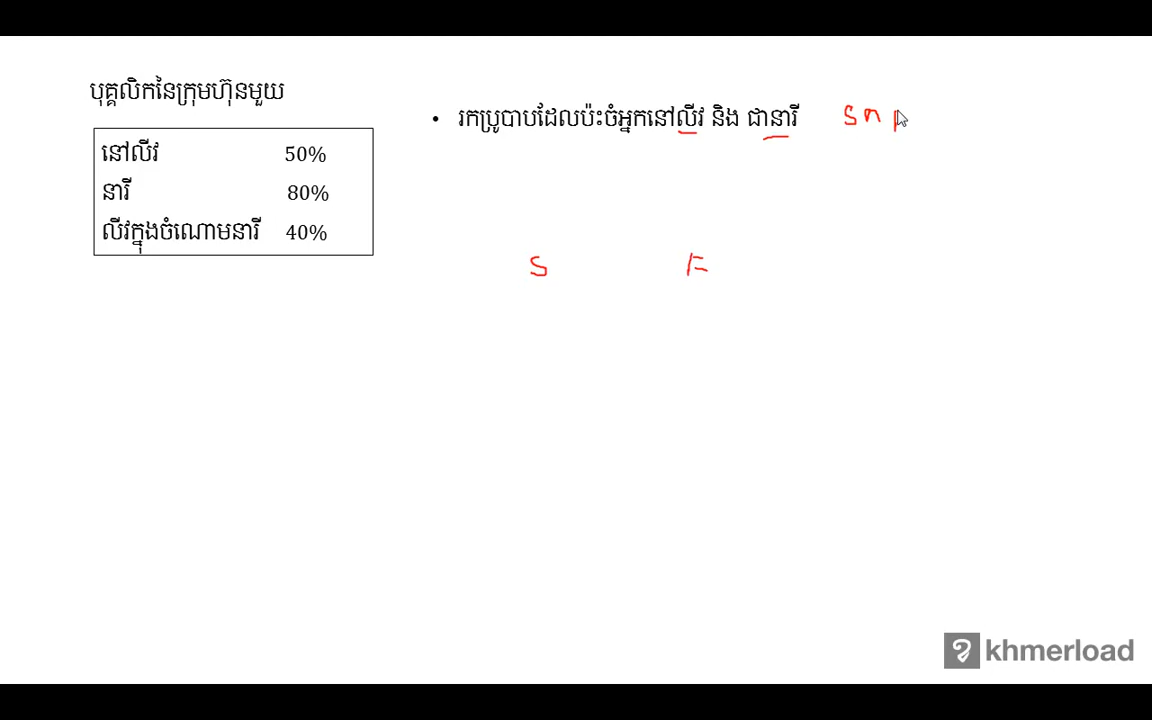 បុគ្គលិកនៃក្រុមហ៊ុនមួយ
នៅលីវ 50%
នារី 80%
លីវក្នុងចំណោមនារី 40%
• រកប្រូបាបដែលប៉ះចំអ្នកនៅលីវ និង ជានារី S∩
S F
khmerload